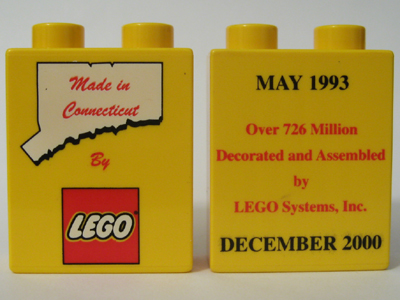 Made in
Connecticut
By
LEGO
MAY 1993
Over 726 Million
Decorated and Assembled
by
LEGO Systems, Inc.
DECEMBER 2000